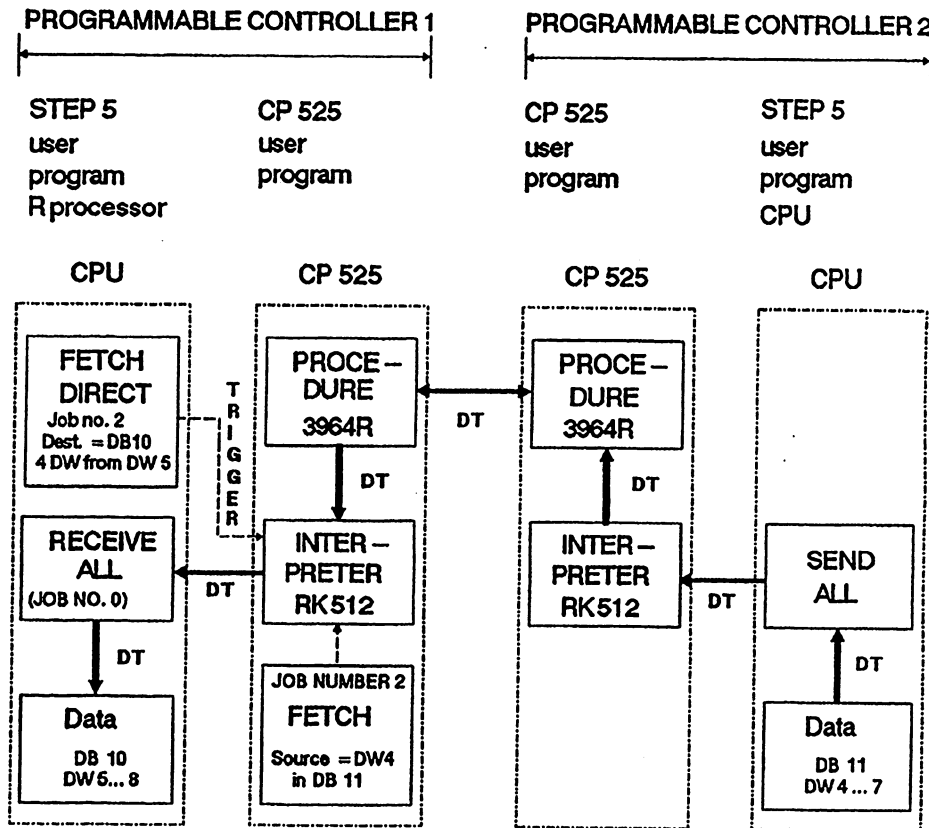 PROGRAMMABLE CONTROLLER 1
PROGRAMMABLE CONTROLLER 2
STEP 5
user
program
R processor
CP 525
user
program
CP 525
user
program
STEP 5
user
program
CPU
CPU
CP 525
CP 525
CPU
FETCH
DIRECT
Job no. 2
Dest. = DB10
4 DW from DW 5
TRIGGER
PROCE-
DURE
3964R
DT
PROCE-
DURE
3964R
DT
DT
RECEIVE
ALL
(JOB NO. 0)
DT
INTER-
PRETER
RK512
INTER-
PRETER
RK512
DT
SEND
ALL
DT
DT
Data
DB 10
DW 5... 8
JOB NUMBER 2
FETCH
Source = DW4
in DB 11
Data
DB 11
DW 4 ... 7